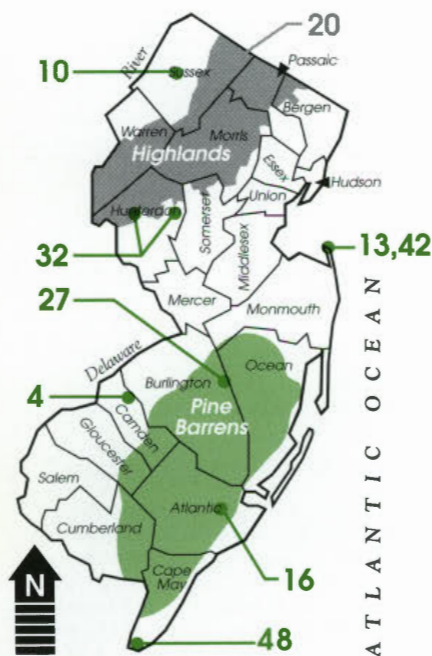 20
10
River
Sussex
Passaic
Bergen
Warren
Morris
Highlands
Essex
Hudson
Union
Hunterdon
Somerset
Middlesex
32
13,42
27
Mercer
Monmouth
Delaware
Ocean
Burlington
4
Pine
Barrens
Camden
Gloucester
Salem
Atlantic
Cumberland
16
Cape
May
N
48
ATLANTIC OCEAN